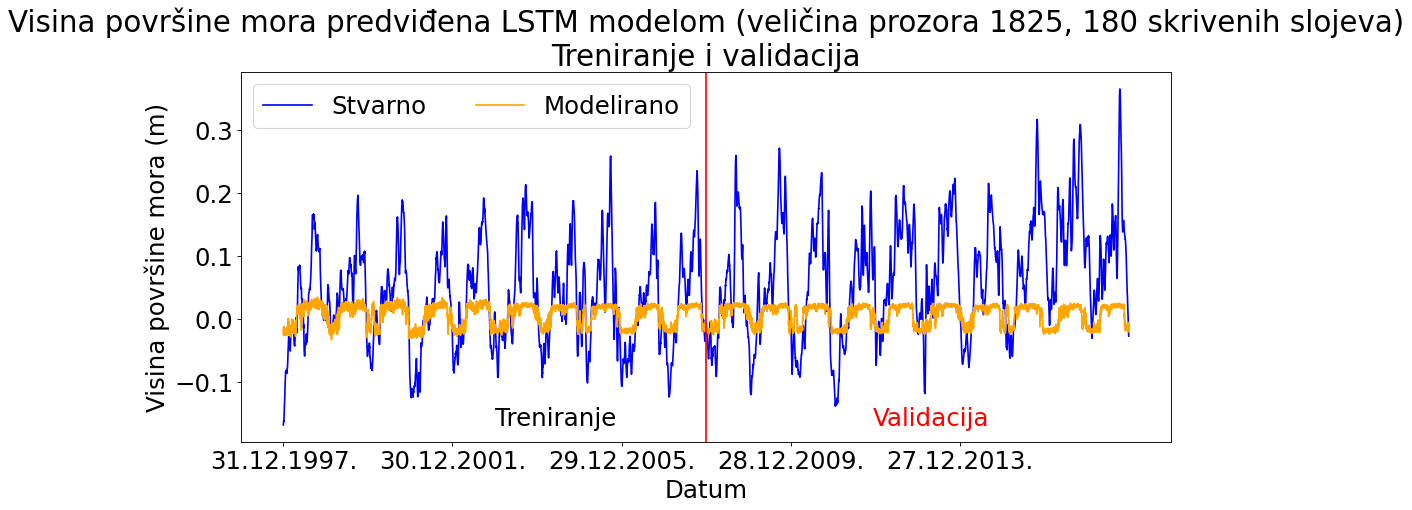 Visina površine mora predviđena LSTM modelom (veličina prozora 1825, 180 skrivenih slojeva)
Treniranje i validacija
Stvarno
Modelirano
Visina površine mora (m)
0.3
0.2
0.1
0.0
−0.1
Treniranje
Validacija
31.12.1997.
30.12.2001.
29.12.2005.
28.12.2009.
27.12.2013.
Datum